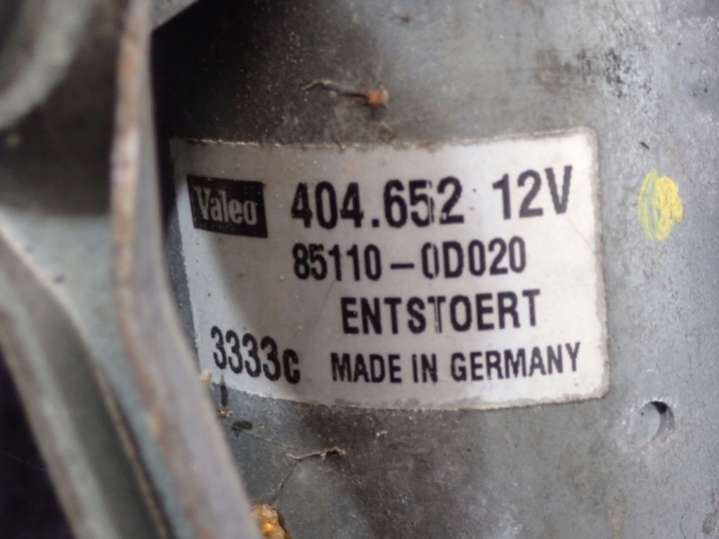 Valeo 404.652 12V
85110-0D020
ENTSTOERT
3333c MADE IN GERMANY